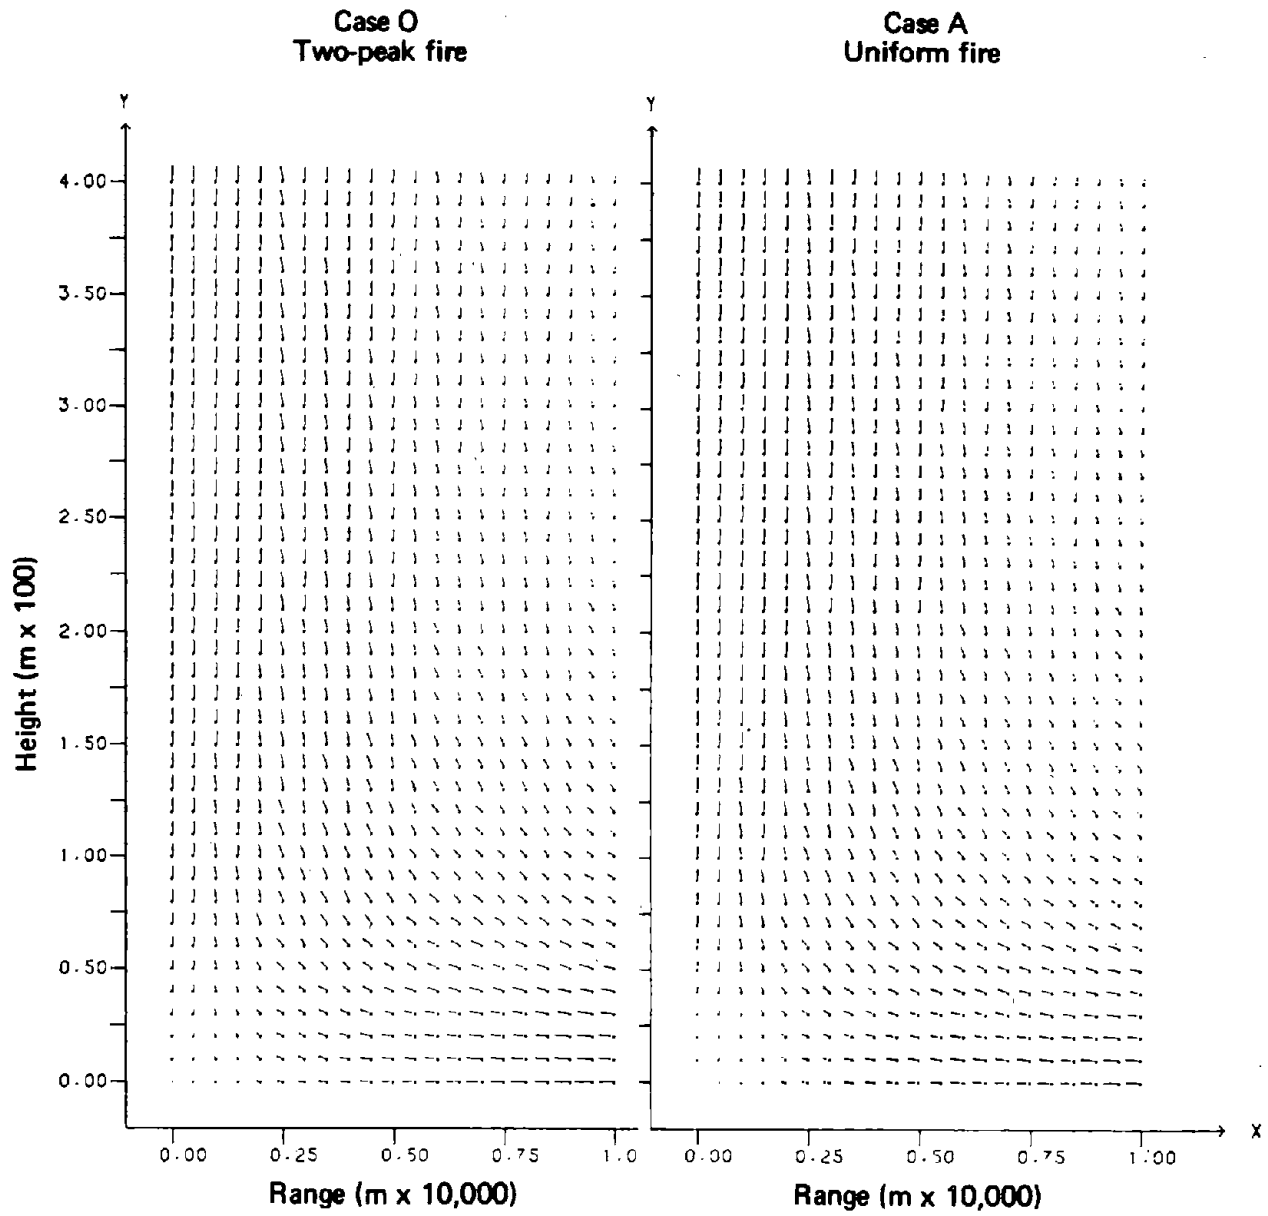 Case O
Two-peak fire
Case A
Uniform fire
Y
Y
4.00
3.50
3.00
2.50
2.00
1.50
1.00
0.50
0.00
Height (m x 100)
0.00 0.25 0.50 0.75 1.0
0.00 0.25 0.50 0.75 1.00
X
Range (m x 10,000)
Range (m x 10,000)